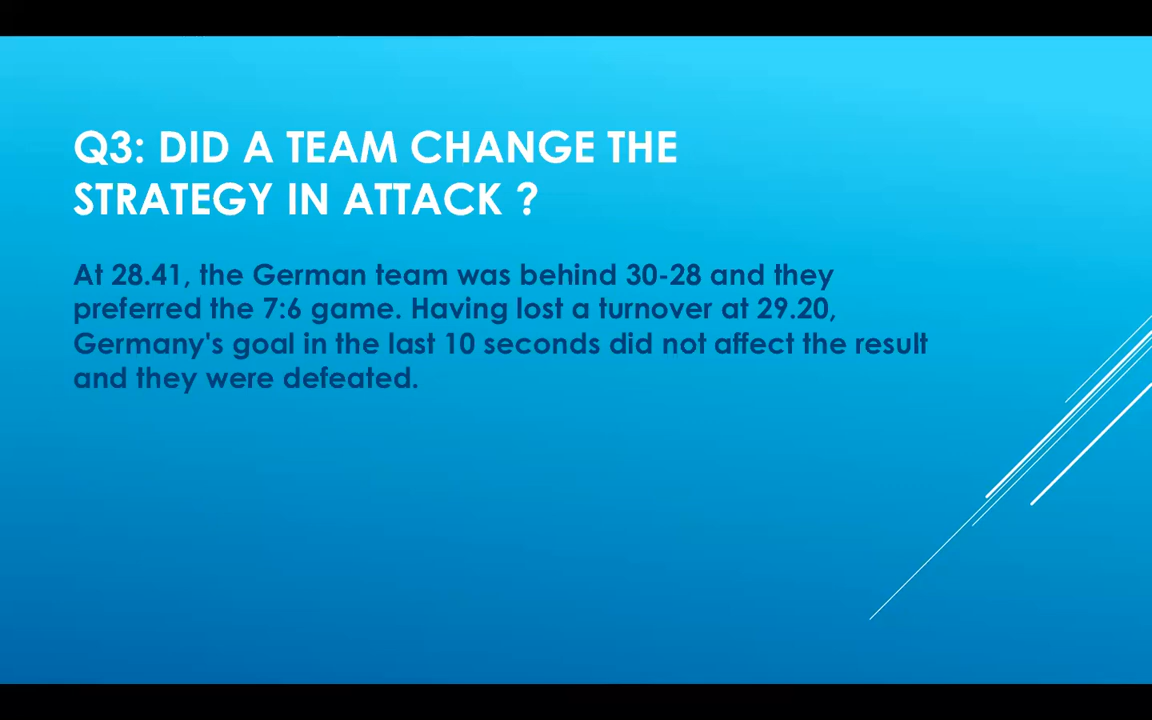 Q3: DID A TEAM CHANGE THE
STRATEGY IN ATTACK ?
At 28.41, the German team was behind 30-28 and they
preferred the 7:6 game. Having lost a turnover at 29.20,
Germany's goal in the last 10 seconds did not affect the result
and they were defeated.